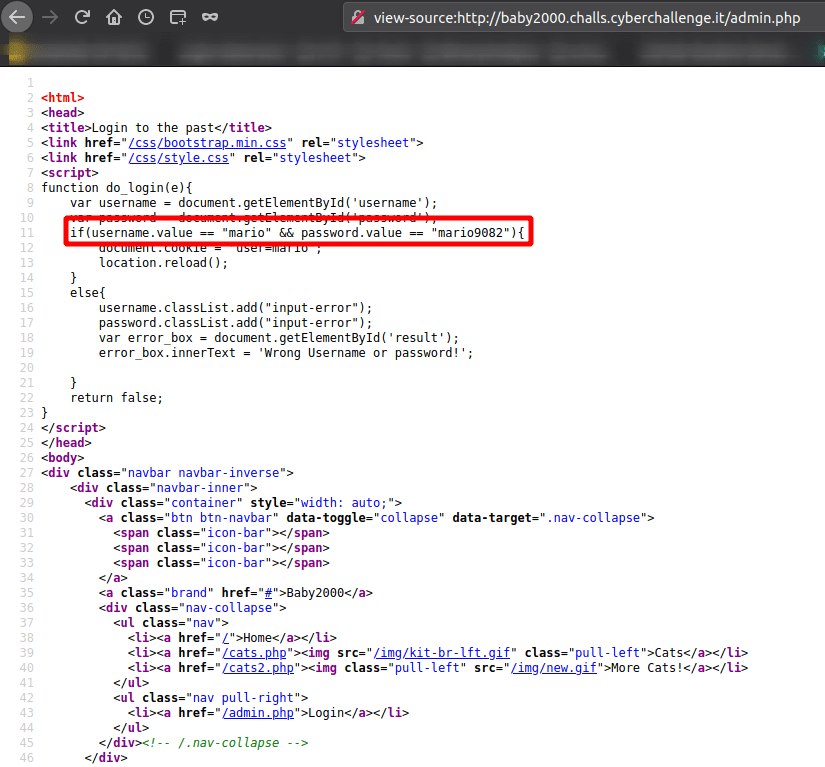 view-source:http://baby2000.challs.cyberchallenge.it/admin.php
1
2 <html>
3 <head>
4 <title>Login to the past</title>
5 <link href="/css/bootstrap.min.css" rel="stylesheet">
6 <link href="/css/style.css" rel="stylesheet">
7 <script>
8 function do_login(e){
9 var username = document.getElementById('username');
10 var password = document.getElementById('password');
11 if(username.value == "mario" && password.value == "mario9082"){
12 document.cookie = "user=mario";
13 location.reload();
14 }
15 else{
16 username.classList.add("input-error");
17 password.classList.add("input-error");
18 var error_box = document.getElementById('result');
19 error_box.innerText = 'Wrong Username or password!';
20
21 }
22 return false;
23 }
24 </script>
25 </head>
26 <body>
27 <div class="navbar navbar-inverse">
28 <div class="navbar-inner">
29 <div class="container" style="width: auto;">
30 <a class="btn btn-navbar" data-toggle="collapse" data-target=".nav-collapse">
31 <span class="icon-bar"></span>
32 <span class="icon-bar"></span>
33 <span class="icon-bar"></span>
34 </a>
35 <a class="brand" href="#">Baby2000</a>
36 <div class="nav-collapse">
37 <ul class="nav">
38 <li><a href="/">Home</a></li>
39 <li><a href="/cats.php"><img src="/img/kit-br-lft.gif" class="pull-left">Cats</a></li>
40 <li><a href="/cats2.php"><img class="pull-left" src="/img/new.gif">More Cats!</a></li>
41 </ul>
42 <ul class="nav pull-right">
43 <li><a href="/admin.php">Login</a></li>
44 </ul>
45 </div><!-- /.nav-collapse -->
46 </div>